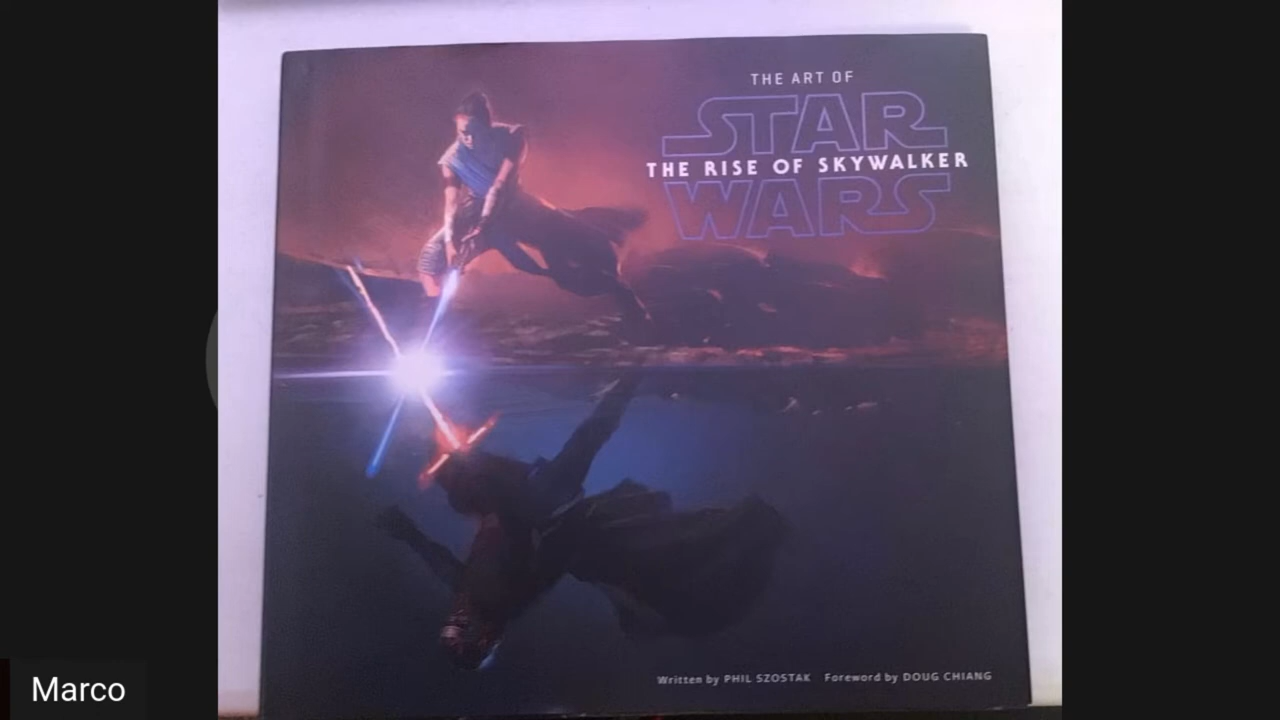 THE ART OF
STAR
THE RISE OF SKYWALKER
WARS
Written by PHIL SZOSTAK Foreword by DOUG CHIANG
Marco